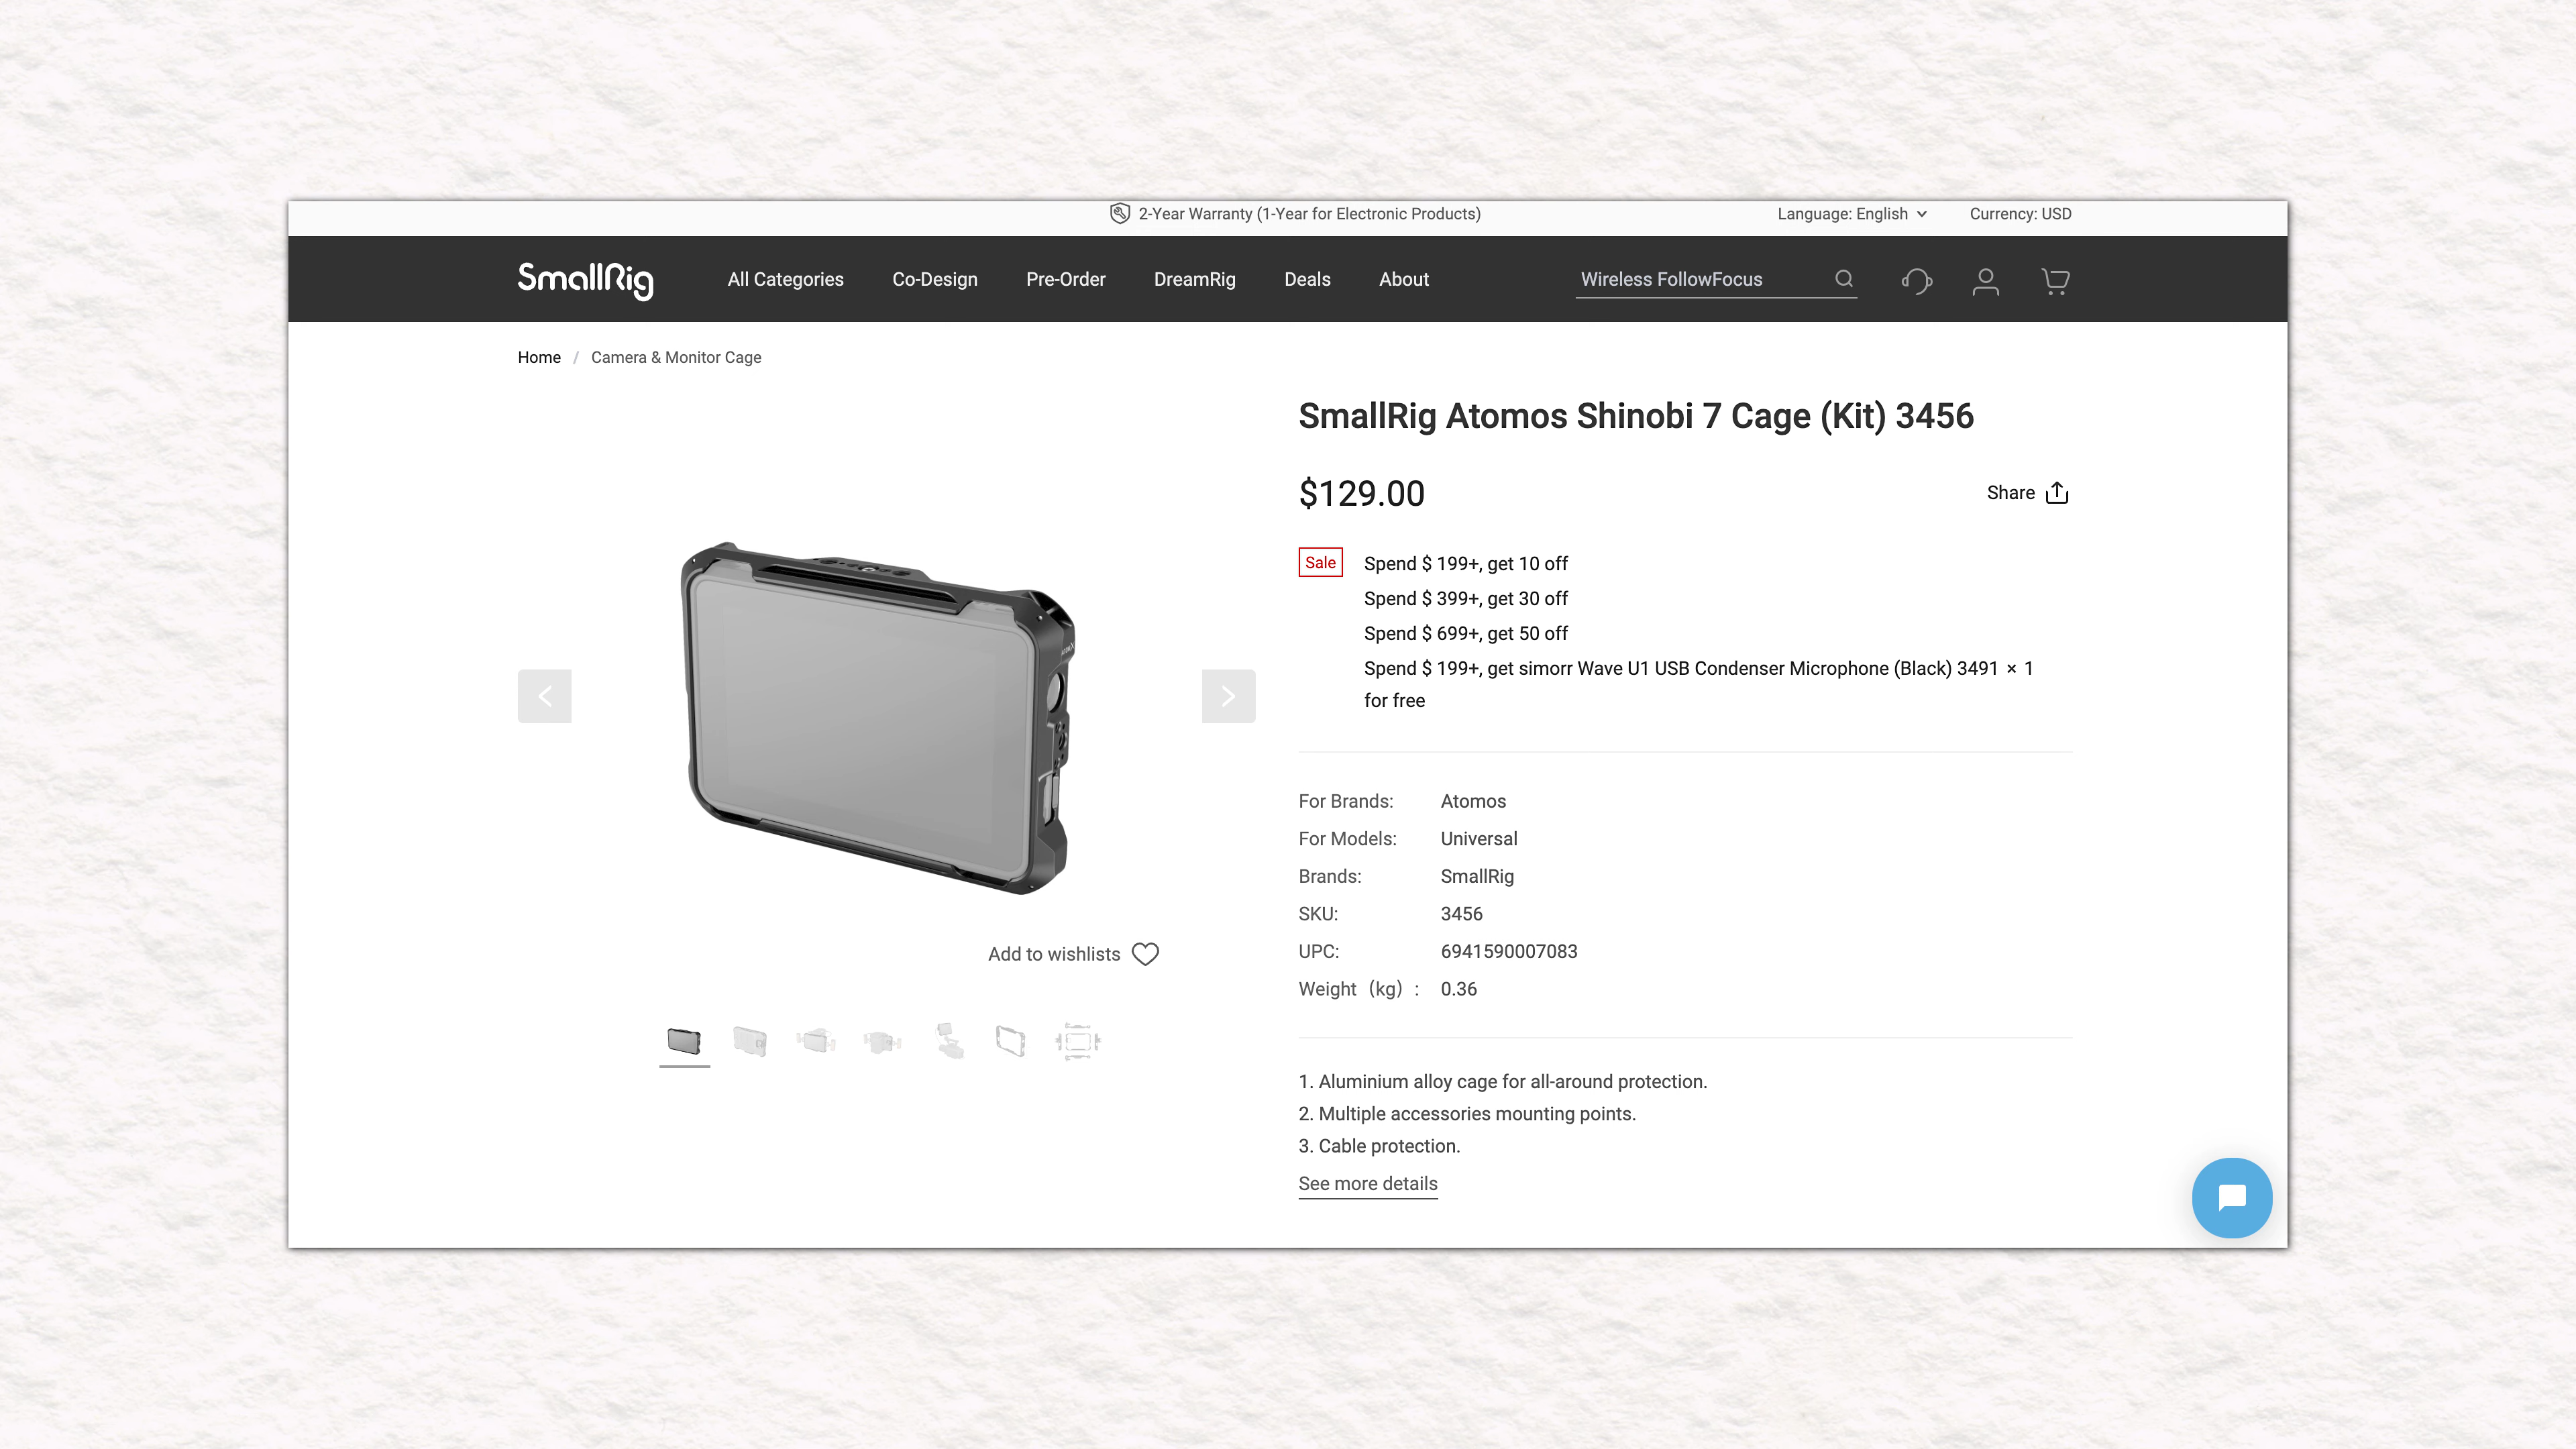 2-Year Warranty (1-Year for Electronic Products)
Language: English
Currency: USD
SmallRig
All Categories
Co-Design
Pre-Order
DreamRig
Deals
About
Wireless FollowFocus
Home / Camera & Monitor Cage
SmallRig Atomos Shinobi 7 Cage (Kit) 3456
$129.00
Share
Sale
Spend $ 199+, get 10 off
Spend $ 399+, get 30 off
Spend $ 699+, get 50 off
Spend $ 199+, get simorr Wave U1 USB Condenser Microphone (Black) 3491 × 1
for free
For Brands: Atomos
For Models: Universal
Brands: SmallRig
SKU: 3456
UPC: 6941590007083
Weight（kg）: 0.36
Add to wishlists
1. Aluminium alloy cage for all-around protection.
2. Multiple accessories mounting points.
3. Cable protection.
See more details